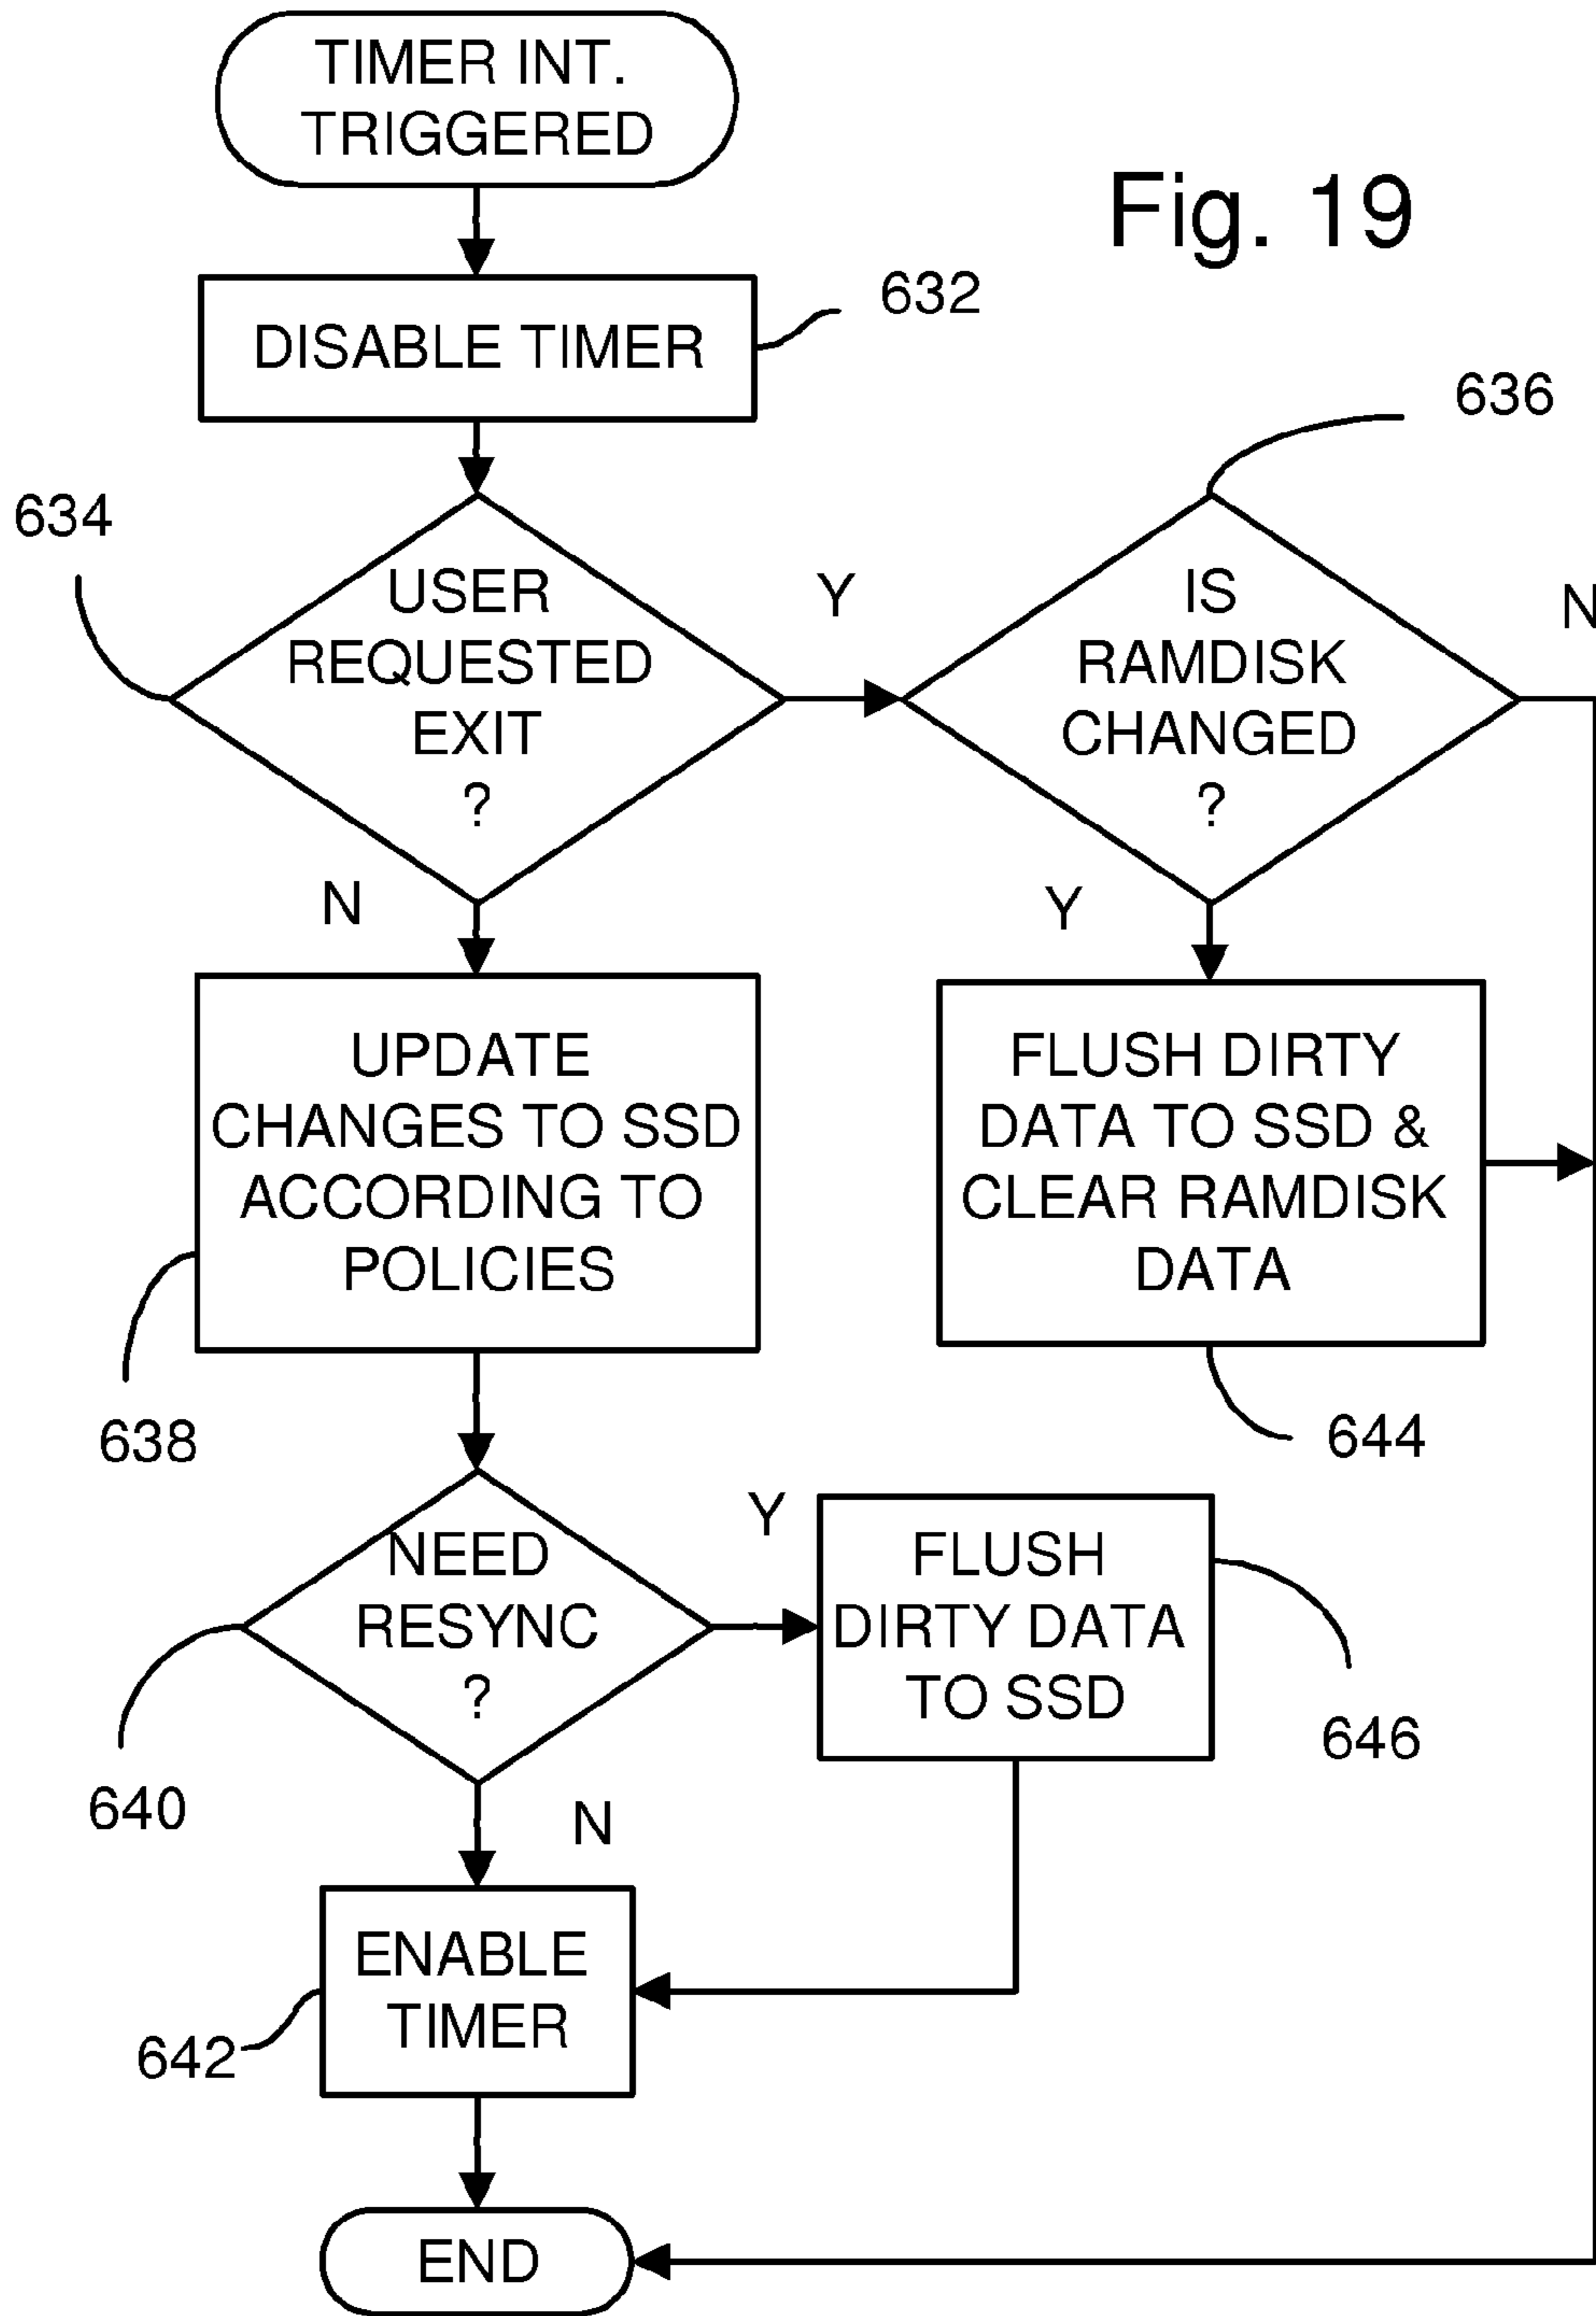 TIMER INT.
TRIGGERED
Fig. 19
DISABLE TIMER
632
634
USER
REQUESTED
EXIT
?
Y
N
636
IS
RAMDISK
CHANGED
?
N
Y
UPDATE
CHANGES TO SSD
ACCORDING TO
POLICIES
638
FLUSH DIRTY
DATA TO SSD &
CLEAR RAMDISK
DATA
644
NEED
RESYNC
?
Y
N
640
FLUSH
DIRTY DATA
TO SSD
646
ENABLE
TIMER
642
END